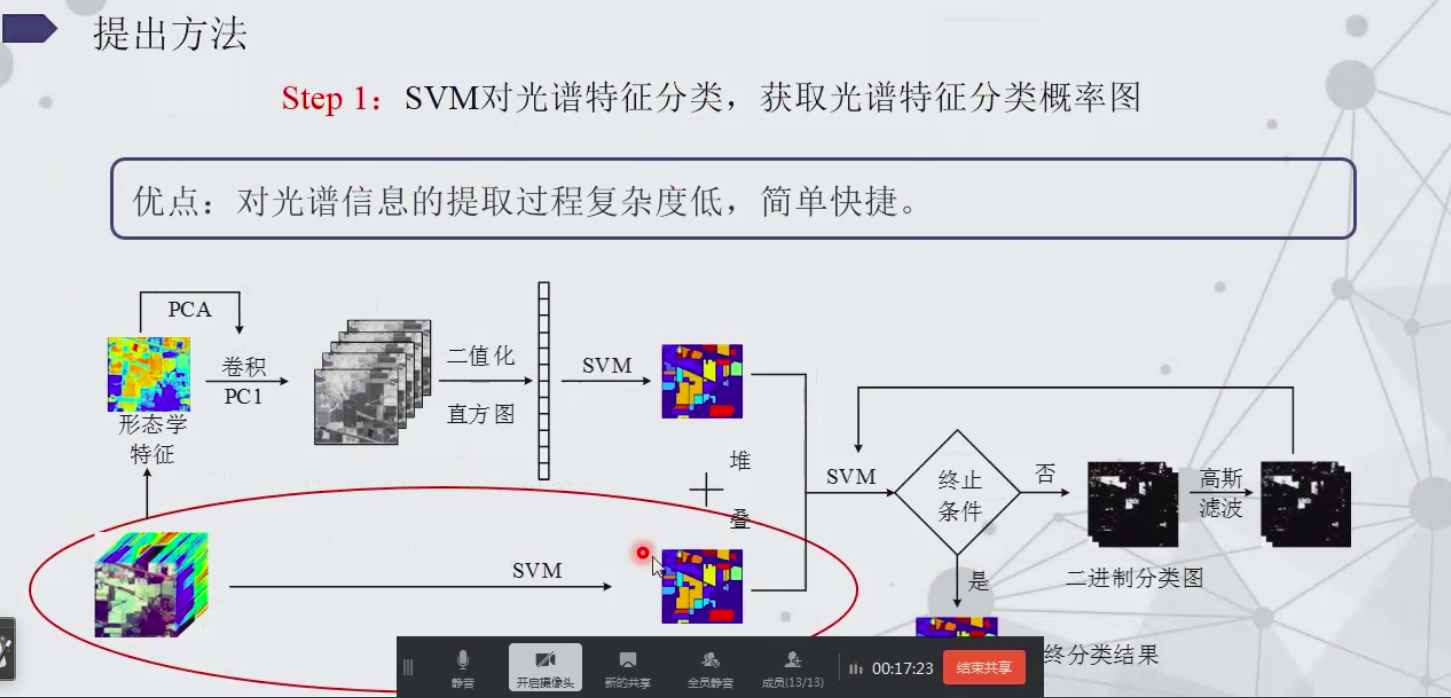 提出方法
Step 1：SVM对光谱特征分类，获取光谱特征分类概率图
优点：对光谱信息的提取过程复杂度低，简单快捷。
PCA
卷积
PC1
形态学
特征
二值化
直方图
SVM
堆
叠
SVM
SVM
终止
条件
否
是
高斯
滤波
二进制分类图
终分类结果
静音
开启摄像头
新的共享
全员静音
成员(13/13)
00:17:23
结束共享